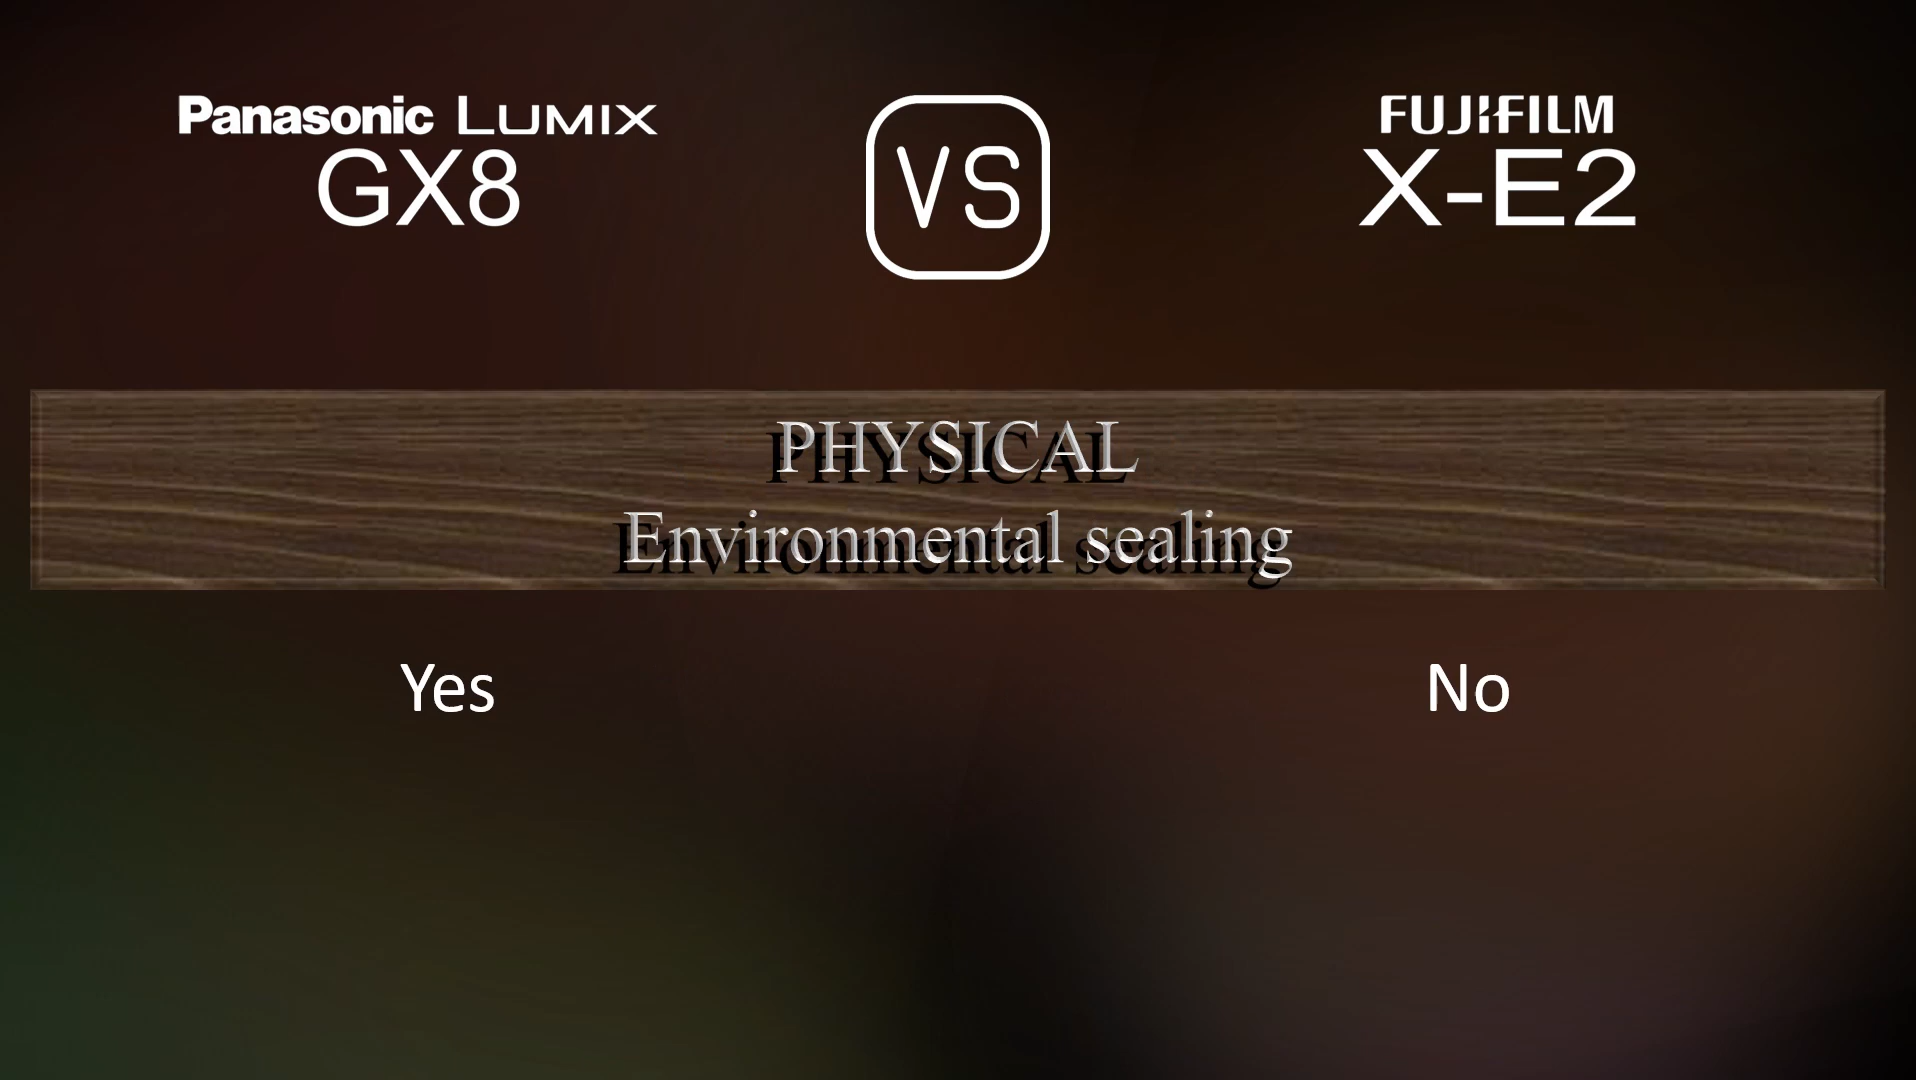 Panasonic LUMIX
GX8
VS
FUJIFILM
X-E2
PHYSICAL
Environmental sealing
Yes
No